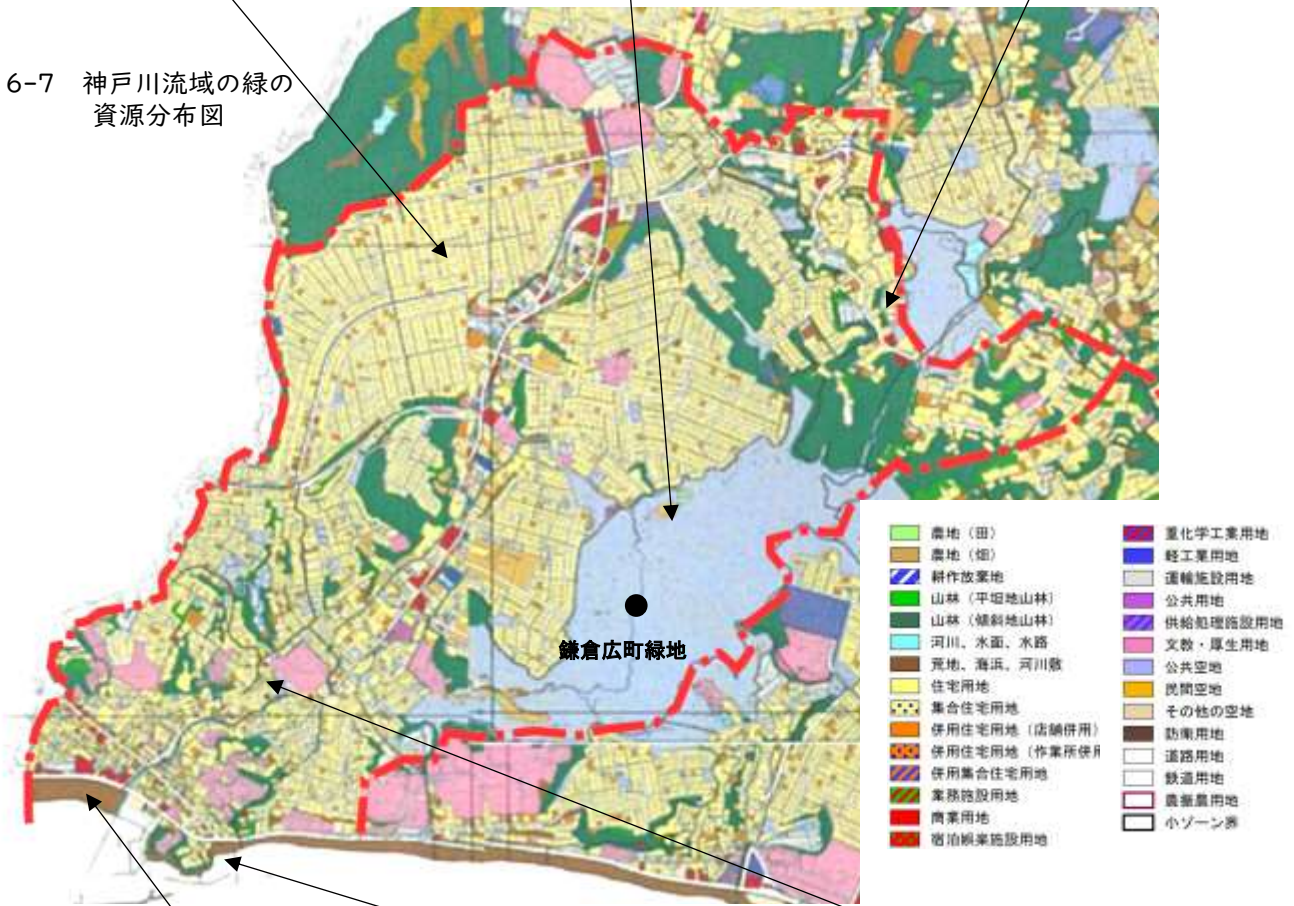 6-7 神戸川流域の緑の
資源分布図
鎌倉広町緑地
農地（田）
農地（畑）
耕作放棄地
山林（平坦地山林）
山林（傾斜地山林）
河川、水面、水路
荒地、海浜、河川敷
住宅用地
集合住宅用地
併用住宅用地（店舗併用）
併用住宅用地（作業所併用
併用集合住宅用地
業務施設用地
商業用地
宿泊娯楽施設用地
重化学工業用地
軽工業用地
運輸施設用地
公共用地
供給処理施設用地
文教・厚生用地
公共空地
民間空地
その他の空地
防衛用地
道路用地
鉄道用地
農振農用地
小ゾーン界